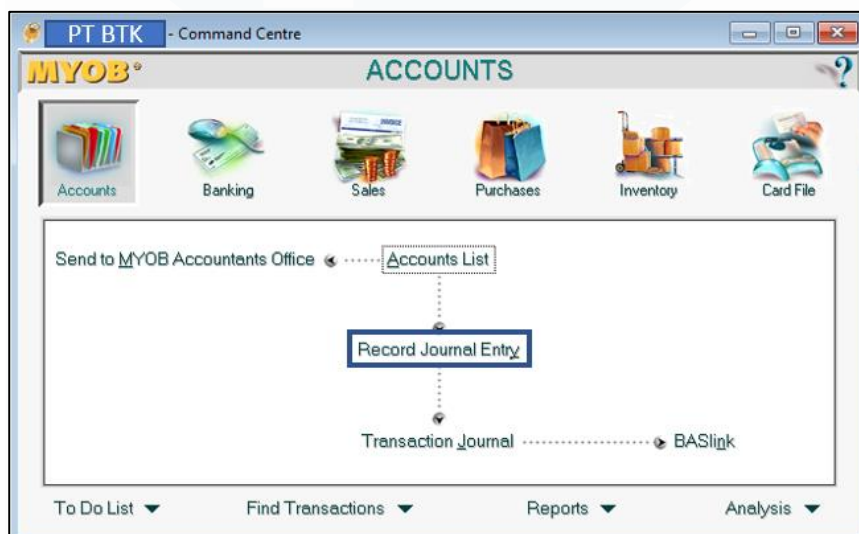 PT BTK - Command Centre
MYOB® ACCOUNTS ?
Accounts Banking Sales Purchases Inventory Card File
Send to MYOB Accountants Office Accounts List
Record Journal Entry
Transaction Journal BASlink
To Do List Find Transactions Reports Analysis